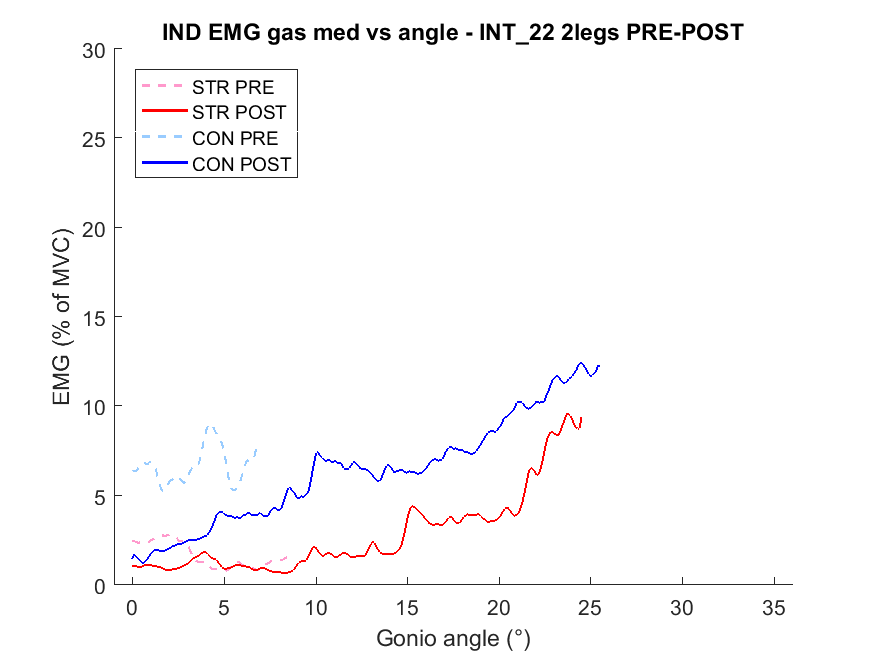 IND EMG gas med vs angle - INT_22 2legs PRE-POST
30
25
20
15
10
5
0
EMG (% of MVC)
STR PRE
STR POST
CON PRE
CON POST
0 5 10 15 20 25 30 35
Gonio angle (°)